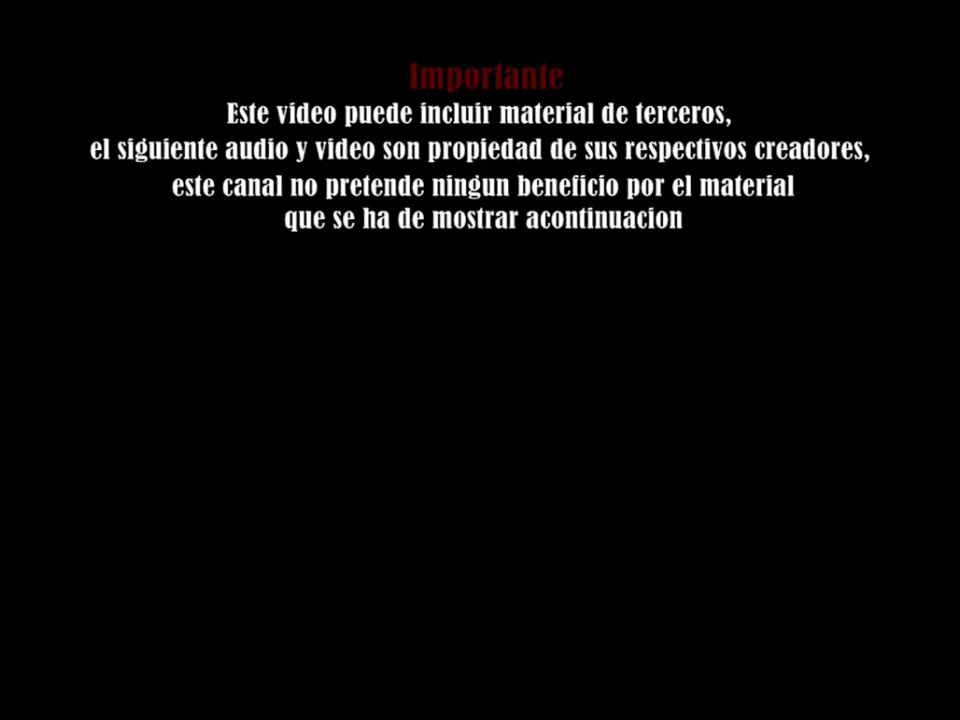 Importante
Este video puede incluir material de terceros,
el siguiente audio y video son propiedad de sus respectivos creadores,
este canal no pretende ningun beneficio por el material
que se ha de mostrar acontinuacion